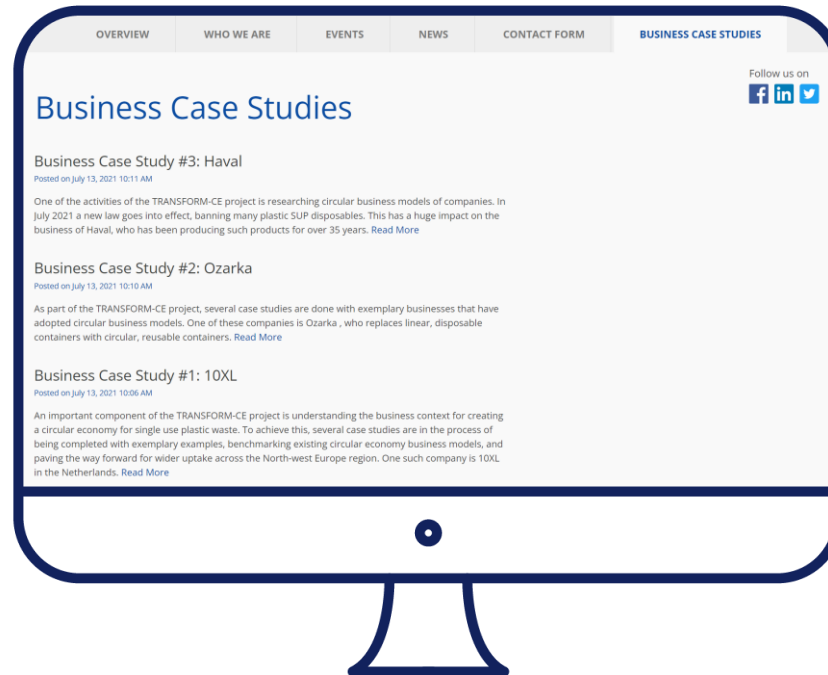 OVERVIEW WHO WE ARE EVENTS NEWS CONTACT FORM BUSINESS CASE STUDIES
Follow us on
Business Case Studies
Business Case Study #3: Haval
Posted on July 13, 2021 10:11 AM
One of the activities of the TRANSFORM-CE project is researching circular business models of companies. In
July 2021 a new law goes into effect, banning many plastic SUP disposables. This has a huge impact on the
business of Haval, who has been producing such products for over 35 years. Read More
Business Case Study #2: Ozarka
Posted on July 13, 2021 10:10 AM
As part of the TRANSFORM-CE project, several case studies are done with exemplary businesses that have
adopted circular business models. One of these companies is Ozarka , who replaces linear, disposable
containers with circular, reusable containers. Read More
Business Case Study #1: 10XL
Posted on July 13, 2021 10:06 AM
An important component of the TRANSFORM-CE project is understanding the business context for creating
a circular economy for single use plastic waste. To achieve this, several case studies are in the process of
being completed with exemplary examples, benchmarking existing circular economy business models, and
paving the way forward for wider uptake across the North-west Europe region. One such company is 10XL
in the Netherlands. Read More